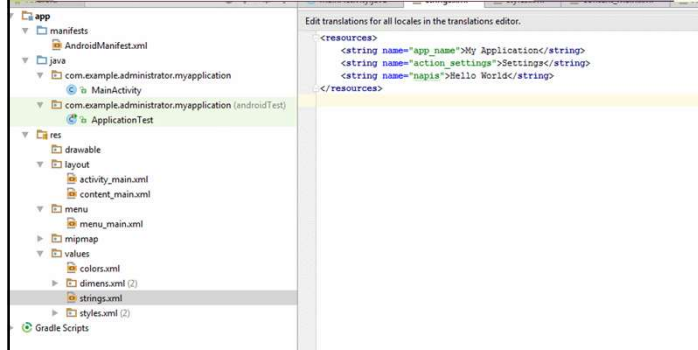 app
manifests
AndroidManifest.xml
java
com.example.administrator.myapplication
MainActivity
com.example.administrator.myapplication (androidTest)
ApplicationTest
res
drawable
layout
activity_main.xml
content_main.xml
menu
menu_main.xml
mipmap
values
colors.xml
dimens.xml (2)
strings.xml
styles.xml (2)
Gradle Scripts
Edit translations for all locales in the translations editor.
<resources>
<string name="app_name">My Application</string>
<string name="action_settings">Settings</string>
<string name="napis">Hello World</string>
</resources>